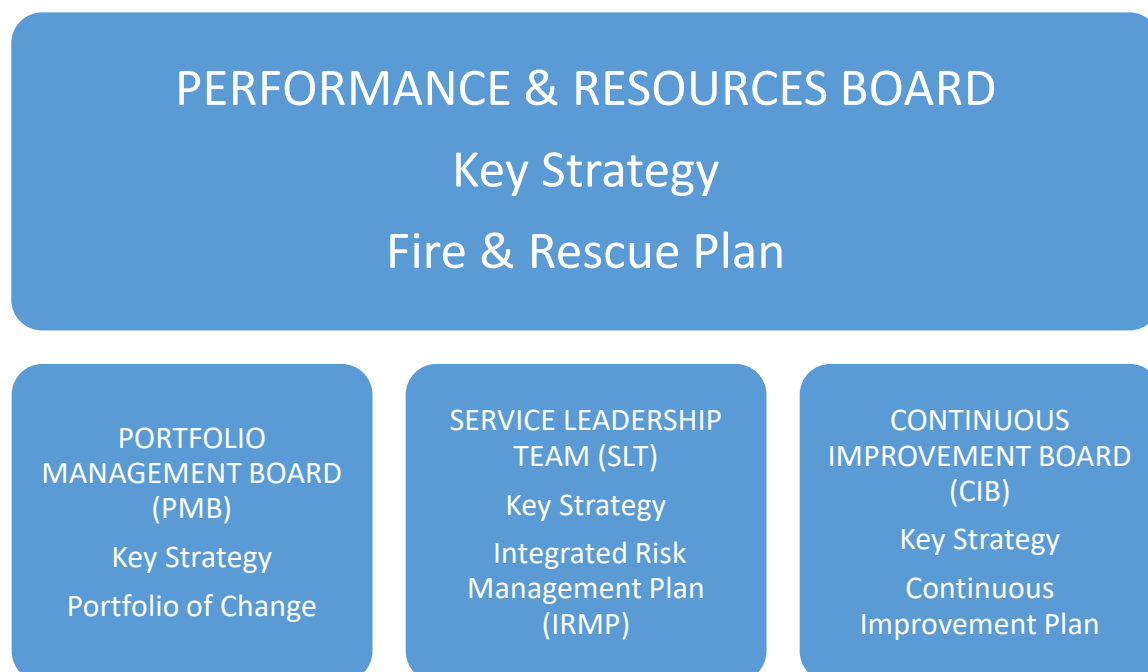 PERFORMANCE & RESOURCES BOARD
Key Strategy
Fire & Rescue Plan
PORTFOLIO
MANAGEMENT BOARD
(PMB)
Key Strategy
Portfolio of Change
SERVICE LEADERSHIP
TEAM (SLT)
Key Strategy
Integrated Risk
Management Plan
(IRMP)
CONTINUOUS
IMPROVEMENT BOARD
(CIB)
Key Strategy
Continuous
Improvement Plan